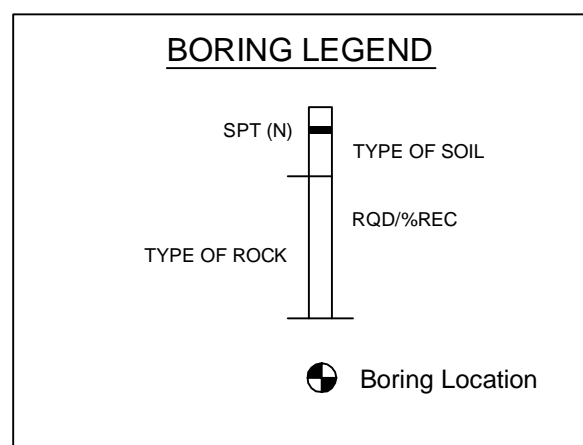 BORING LEGEND
SPT (N)
TYPE OF SOIL
RQD/%REC
TYPE OF ROCK
Boring Location